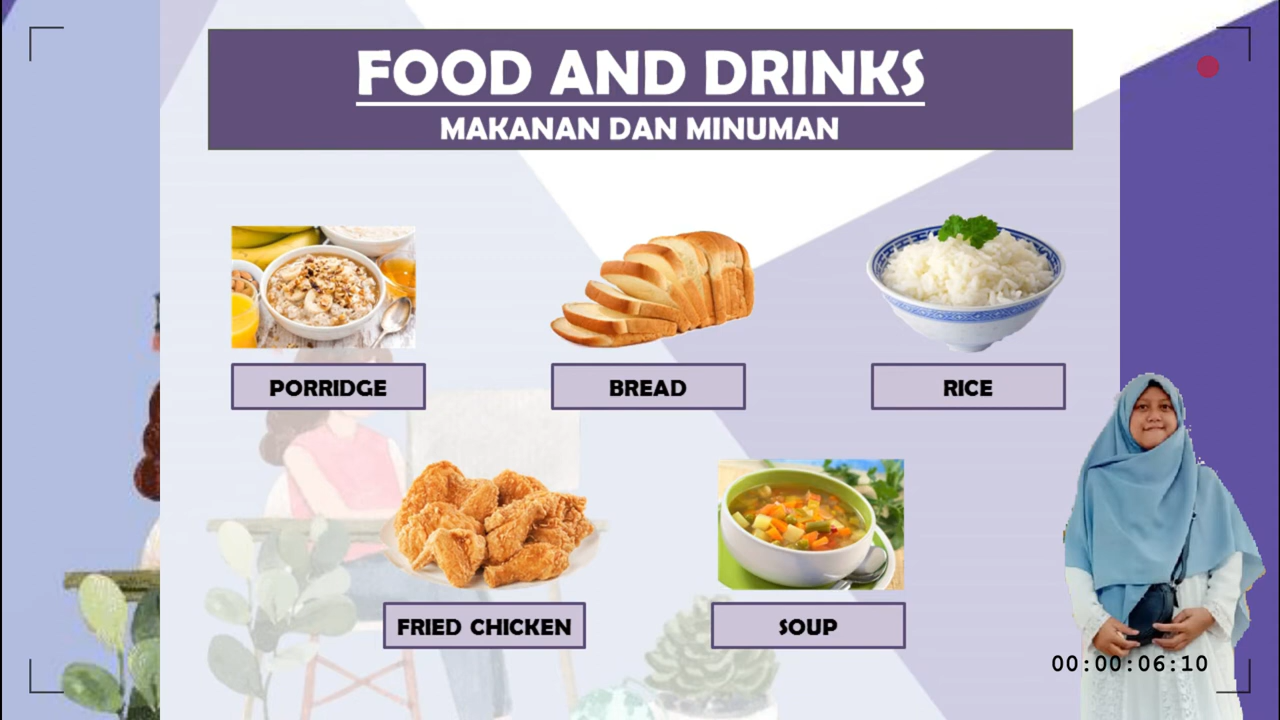 FOOD AND DRINKS
MAKANAN DAN MINUMAN
PORRIDGE
BREAD
RICE
FRIED CHICKEN
SOUP
00:00:06:10